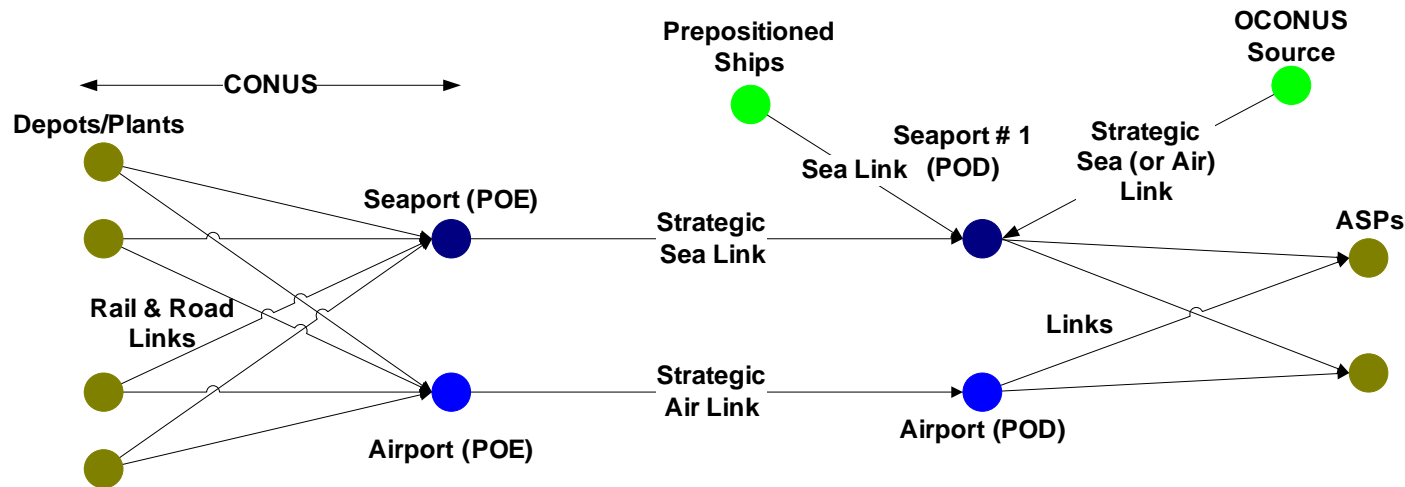 Prepositioned
Ships
OCONUS
Source
CONUS
Depots/Plants
Seaport # 1
(POD)
Strategic
Sea (or Air)
Link
Sea Link
Seaport (POE)
Strategic
Sea Link
ASPs
Rail & Road
Links
Links
Strategic
Air Link
Airport (POE)
Airport (POD)